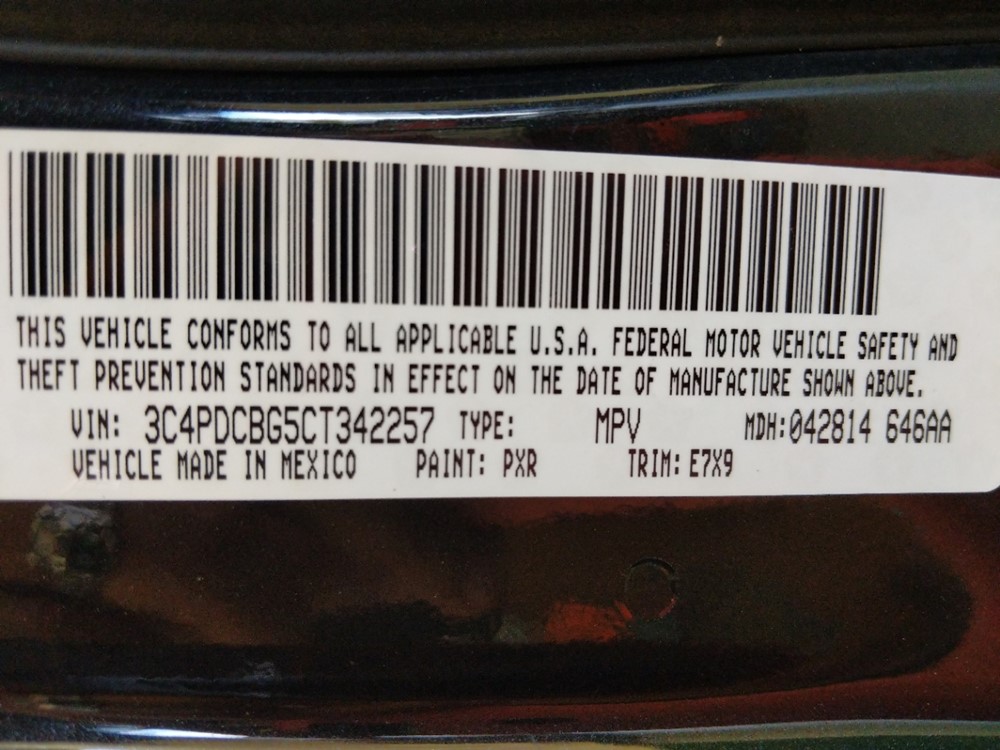 THIS VEHICLE CONFORMS TO ALL APPLICABLE U.S.A. FEDERAL MOTOR VEHICLE SAFETY AND
THEFT PREVENTION STANDARDS IN EFFECT ON THE DATE OF MANUFACTURE SHOWN ABOVE.
VIN: 3C4PDCBG5CT342257 TYPE: MPV MDH:042814 646AA
VEHICLE MADE IN MEXICO PAINT: PXR TRIM: E7X9